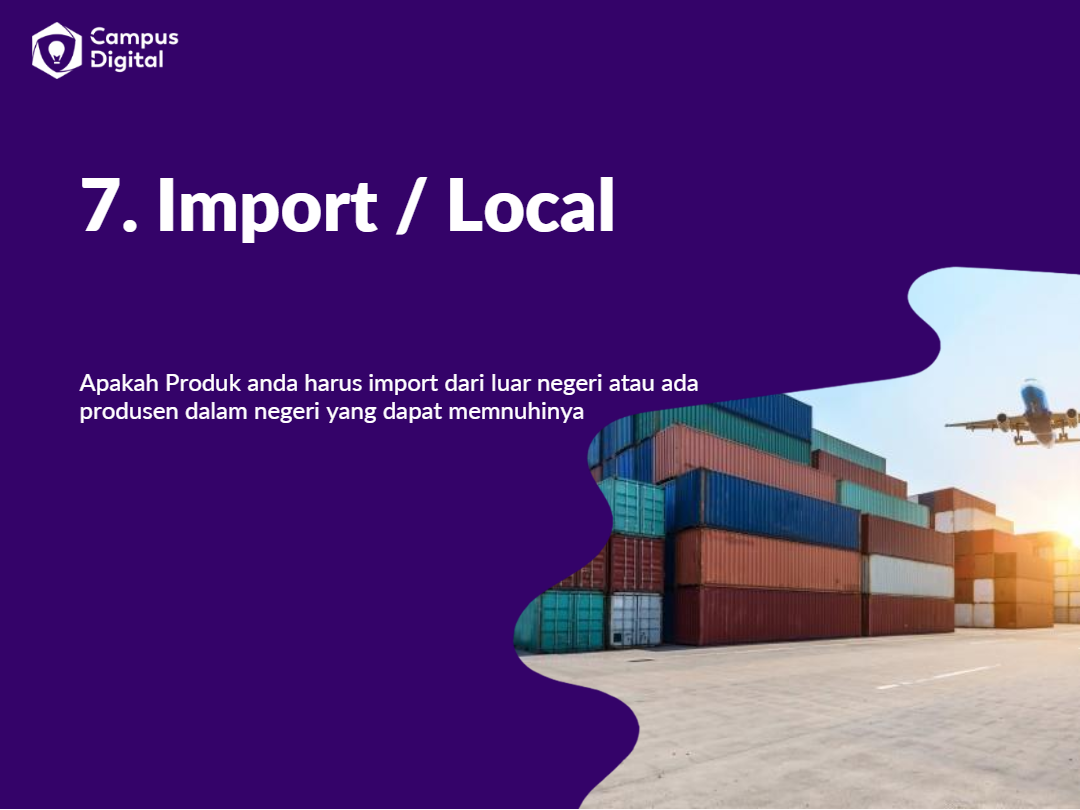 Campus
Digital
7. Import / Local
Apakah Produk anda harus import dari luar negeri atau ada
produsen dalam negeri yang dapat memnuhinya